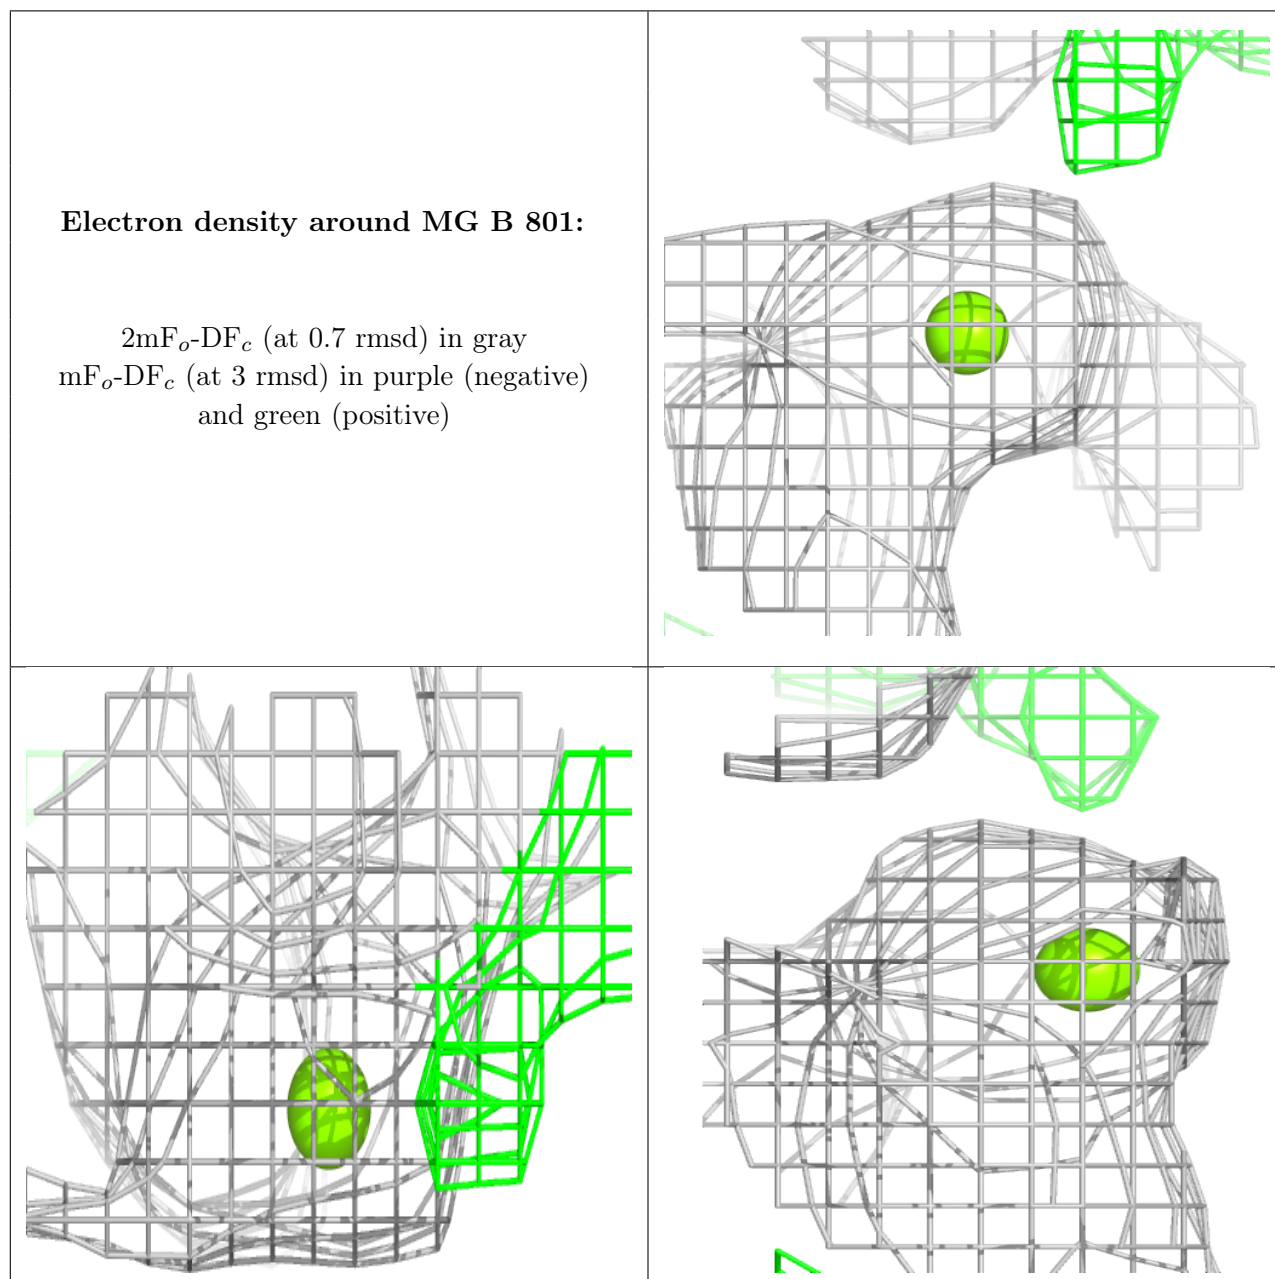 Electron density around MG B 801:
2mFo-DFc (at 0.7 rmsd) in gray
mFo-DFc (at 3 rmsd) in purple (negative)
and green (positive)